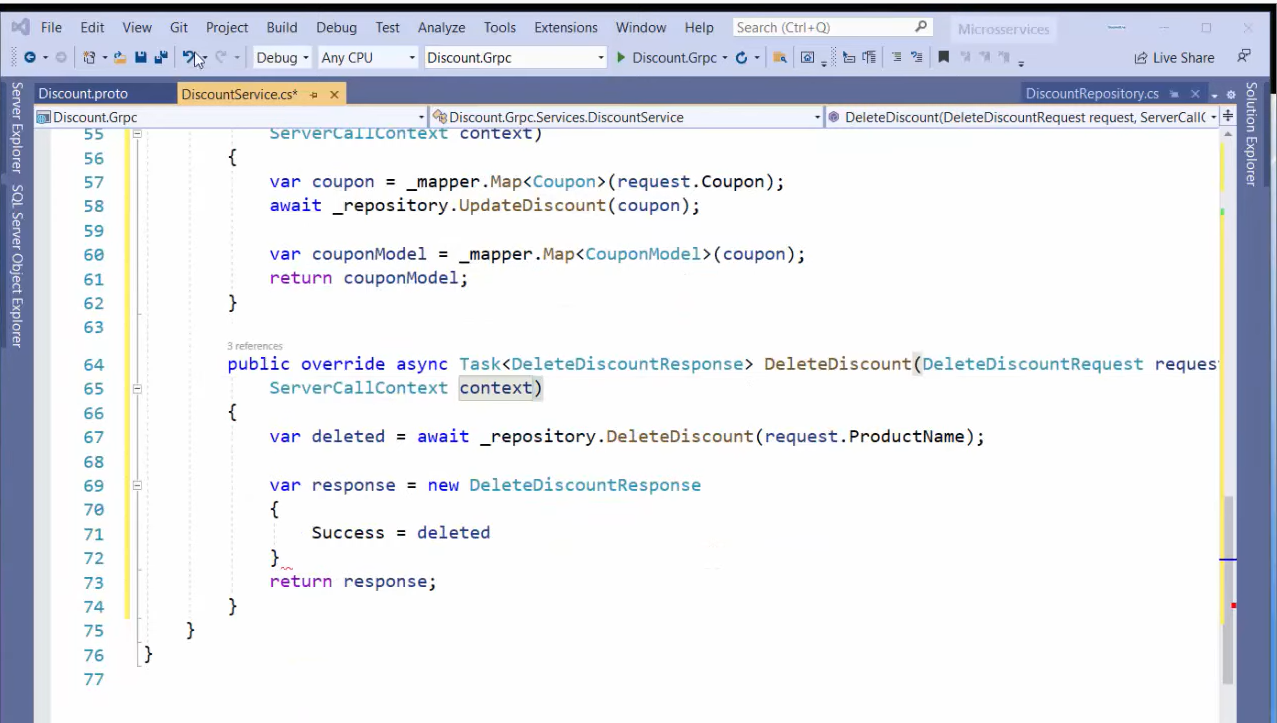 File Edit View Git Project Build Debug Test Analyze Tools Extensions Window Help Search (Ctrl+Q) Microservices
Debug Any CPU Discount.Grpc Discount.Grpc Live Share
Discount.proto DiscountService.cs* DiscountRepository.cs
Discount.Grpc Discount.Grpc.Services.DiscountService DeleteDiscount(DeleteDiscountRequest request, ServerCallC
Server Explorer
SQL Server Object Explorer
Solution Explorer
55 ServerCallContext context)
56 {
57 var coupon = _mapper.Map<Coupon>(request.Coupon);
58 await _repository.UpdateDiscount(coupon);
59
60 var couponModel = _mapper.Map<CouponModel>(coupon);
61 return couponModel;
62 }
63
3 references
64 public override async Task<DeleteDiscountResponse> DeleteDiscount(DeleteDiscountRequest reques
65 ServerCallContext context)
66 {
67 var deleted = await _repository.DeleteDiscount(request.ProductName);
68
69 var response = new DeleteDiscountResponse
70 {
71 Success = deleted
72 }
73 return response;
74 }
75 }
76 }
77